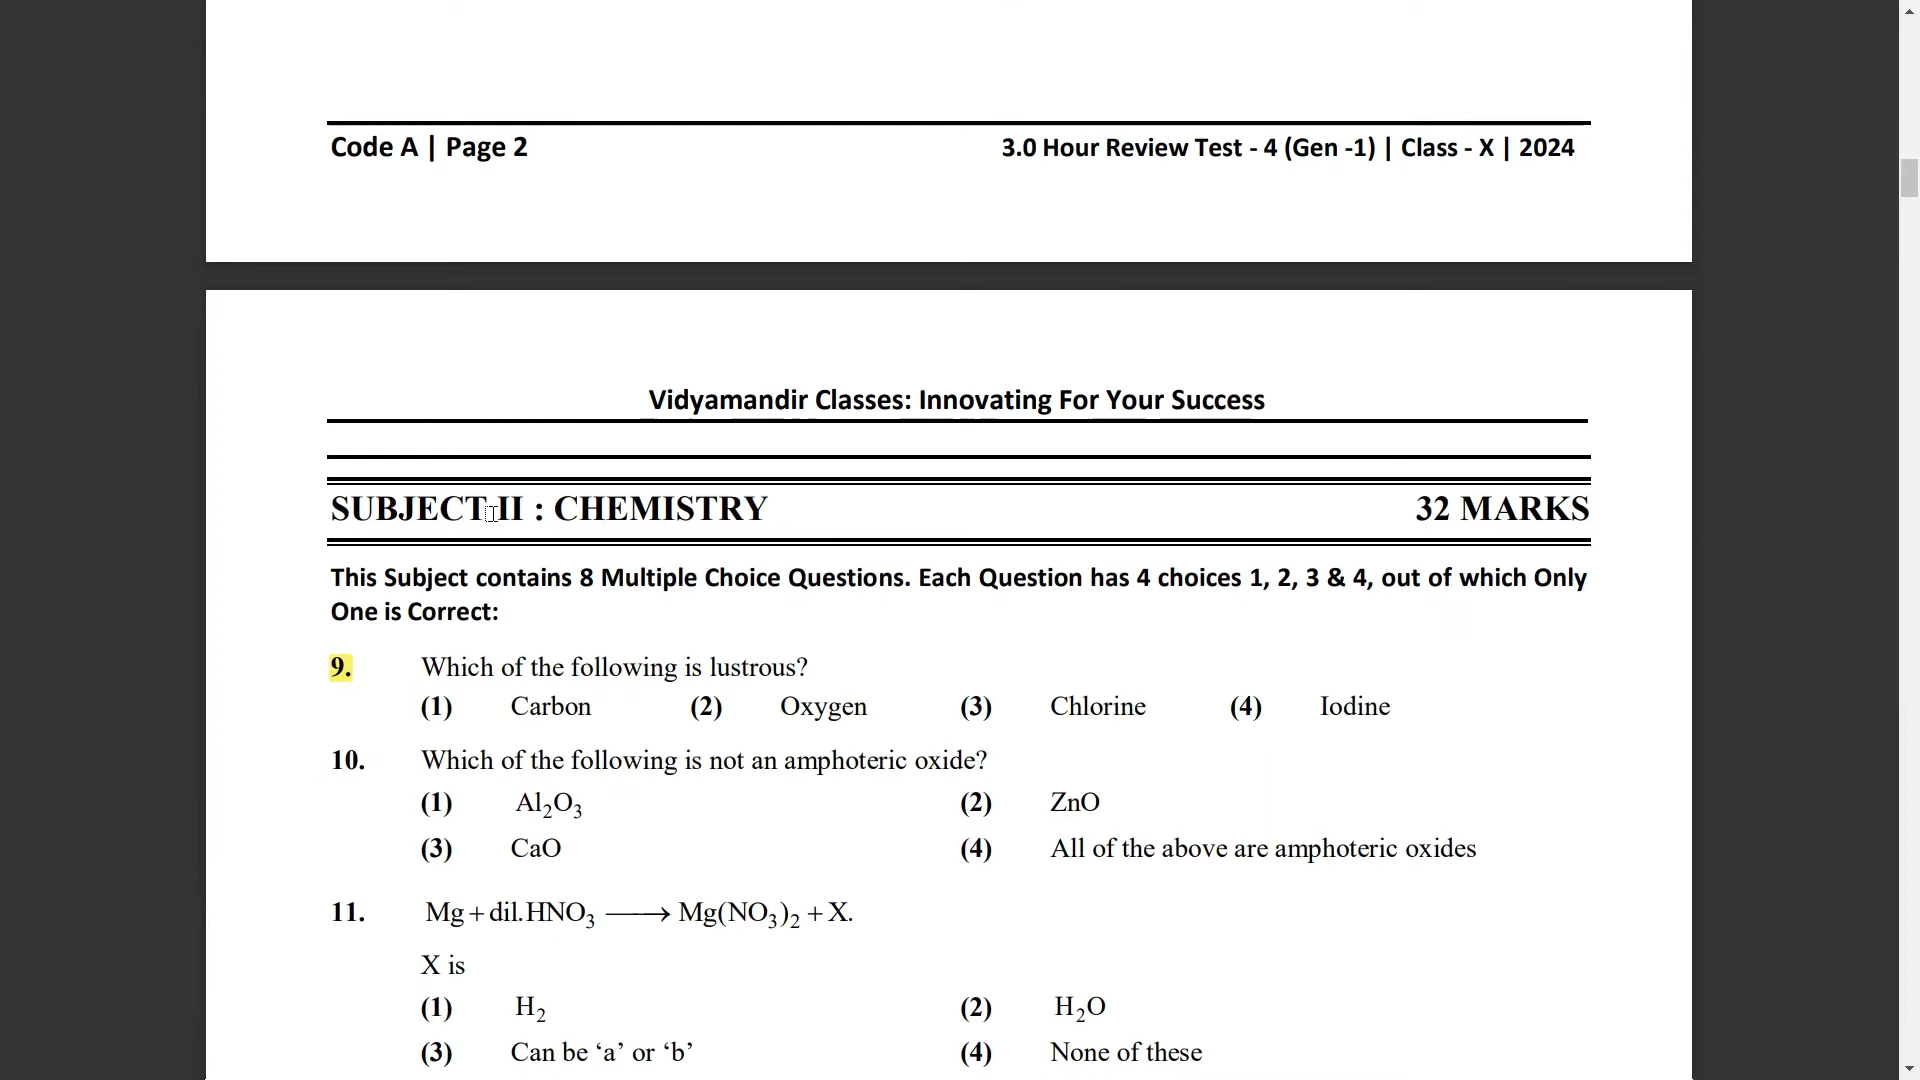 Code A | Page 2 3.0 Hour Review Test - 4 (Gen -1) | Class - X | 2024
Vidyamandir Classes: Innovating For Your Success
SUBJECT II : CHEMISTRY 32 MARKS
This Subject contains 8 Multiple Choice Questions. Each Question has 4 choices 1, 2, 3 & 4, out of which Only
One is Correct:
9. Which of the following is lustrous?
(1) Carbon (2) Oxygen (3) Chlorine (4) Iodine
10. Which of the following is not an amphoteric oxide?
(1) Al₂O₃ (2) ZnO
(3) CaO (4) All of the above are amphoteric oxides
11. Mg + dil. HNO₃ ⟶ Mg(NO₃)₂ + X.
X is
(1) H₂ (2) H₂O
(3) Can be ‘a’ or ‘b’ (4) None of these